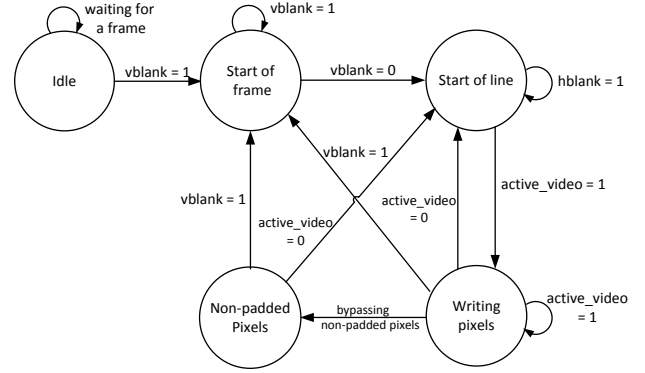 waiting for
a frame
vblank = 1
Idle
vblank = 1
Start of
frame
vblank = 0
Start of line
hblank = 1
vblank = 1
active_video = 1
vblank = 1
active_video
= 0
active_video
= 0
Non-padded
Pixels
bypassing
non-padded pixels
Writing
pixels
active_video
= 1